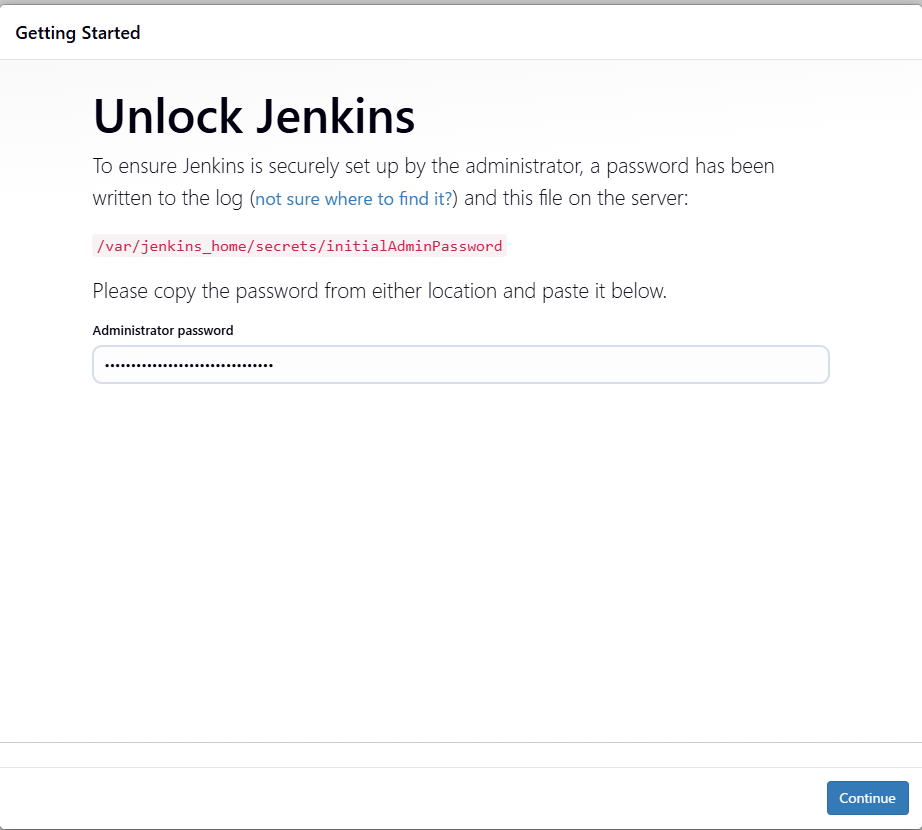 Getting Started
Unlock Jenkins
To ensure Jenkins is securely set up by the administrator, a password has been
written to the log (not sure where to find it?) and this file on the server:
/var/jenkins_home/secrets/initialAdminPassword
Please copy the password from either location and paste it below.
Administrator password
••••••••••••••••••••••••••••••••
Continue